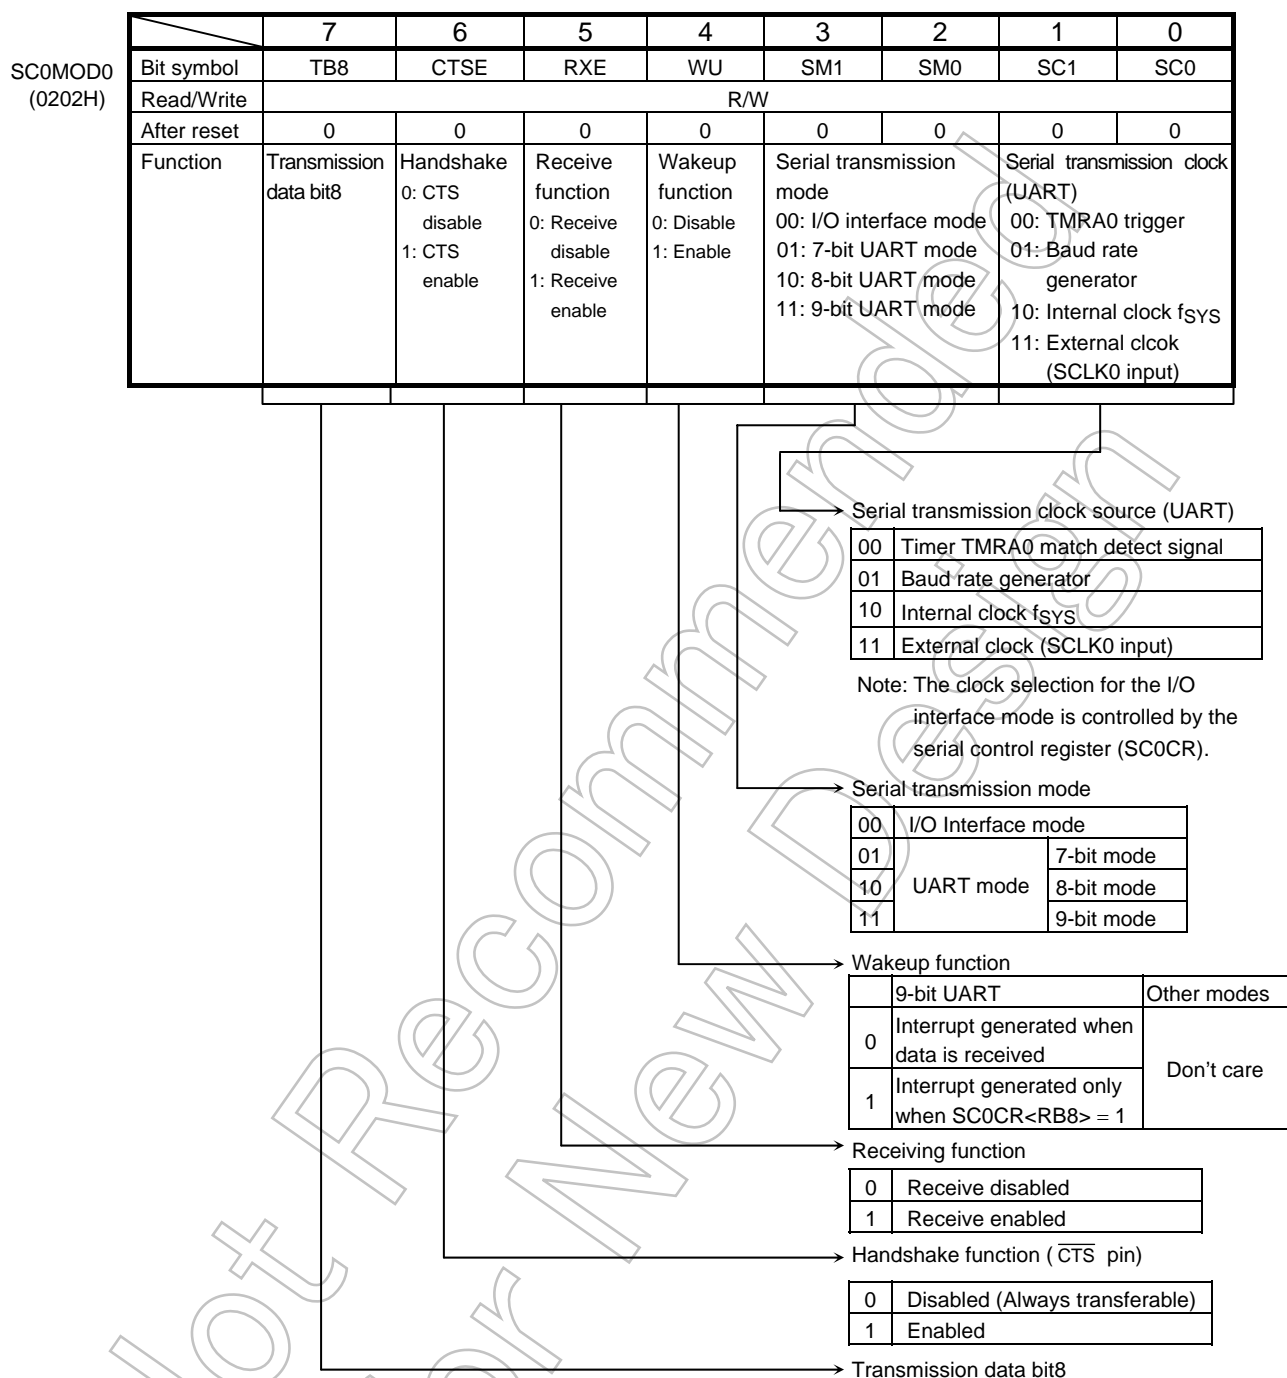 7 6 5 4 3 2 1 0
SC0MOD0
(0202H)
Bit symbol TB8 CTSE RXE WU SM1 SM0 SC1 SC0
Read/Write R/W
After reset 0 0 0 0 0 0 0 0
Function
Transmission
data bit8
Handshake
0: CTS
disable
1: CTS
enable
Receive
function
0: Receive
disable
1: Receive
enable
Wakeup
function
0: Disable
1: Enable
Serial transmission
mode
00: I/O interface mode
01: 7-bit UART mode
10: 8-bit UART mode
11: 9-bit UART mode
Serial transmission clock
(UART)
00: TMRA0 trigger
01: Baud rate
generator
10: Internal clock fSYS
11: External clcok
(SCLK0 input)
Serial transmission clock source (UART)
00 Timer TMRA0 match detect signal
01 Baud rate generator
10 Internal clock fSYS
11 External clock (SCLK0 input)
Note: The clock selection for the I/O
interface mode is controlled by the
serial control register (SC0CR).
Serial transmission mode
00 I/O Interface mode
01 7-bit mode
10 UART mode 8-bit mode
11 9-bit mode
Wakeup function
9-bit UART Other modes
0 Interrupt generated when
data is received
Don't care
1 Interrupt generated only
when SC0CR<RB8> = 1
Receiving function
0 Receive disabled
1 Receive enabled
Handshake function ( C̅T̅S̅ pin)
0 Disabled (Always transferable)
1 Enabled
Transmission data bit8
Not Recommended
for New Design